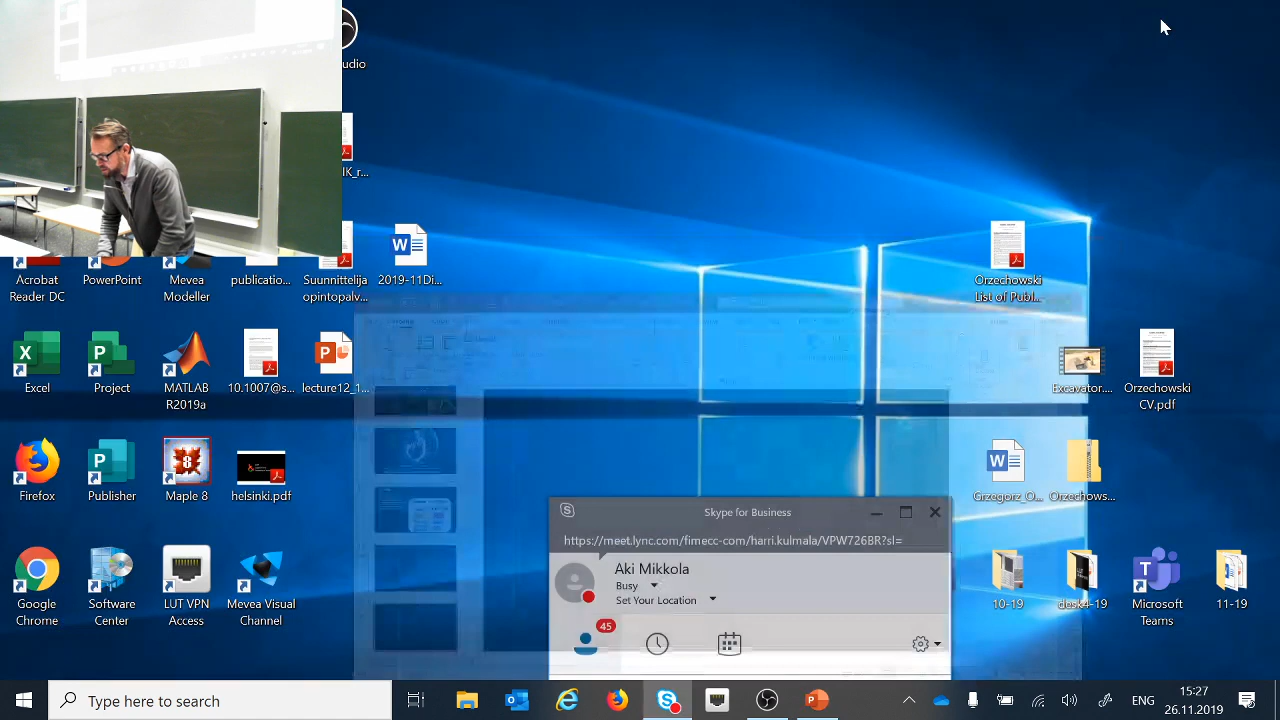 udio
IK_r...
Acrobat
Reader DC
PowerPoint
Mevea
Modeller
publicatio...
Suunnittelija
opintopalv...
2019-11Di...
Orzechowski
List of Publ...
Excel
Project
MATLAB
R2019a
10.1007@s...
lecture12_1...
Excavator....
Orzechowski
CV.pdf
Firefox
Publisher
Maple 8
helsinki.pdf
Grzegorz_O...
Orzechows...
Skype for Business
https://meet.lync.com/fimecc-com/harri.kulmala/VPW726BR?sl=
Aki Mikkola
Busy
Set Your Location
45
Google
Chrome
Software
Center
LUT VPN
Access
Mevea Visual
Channel
10-19
desk4-19
Microsoft
Teams
11-19
Type here to search
ENG
15:27
26.11.2019